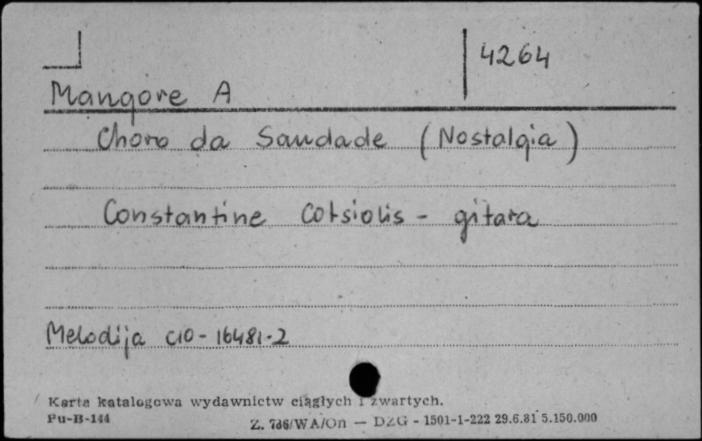 4264
Mangore A
Choro da Saudade (Nostalgia)
Constantine Cotsiolis - gitara
Melodija C10-16481-2
Karta katalogowa wydawnictw ciągłych i zwartych.
Pu-B-144
Z. 786/WA/On — DZG - 1501-1-222 29.6.81 5.150.000